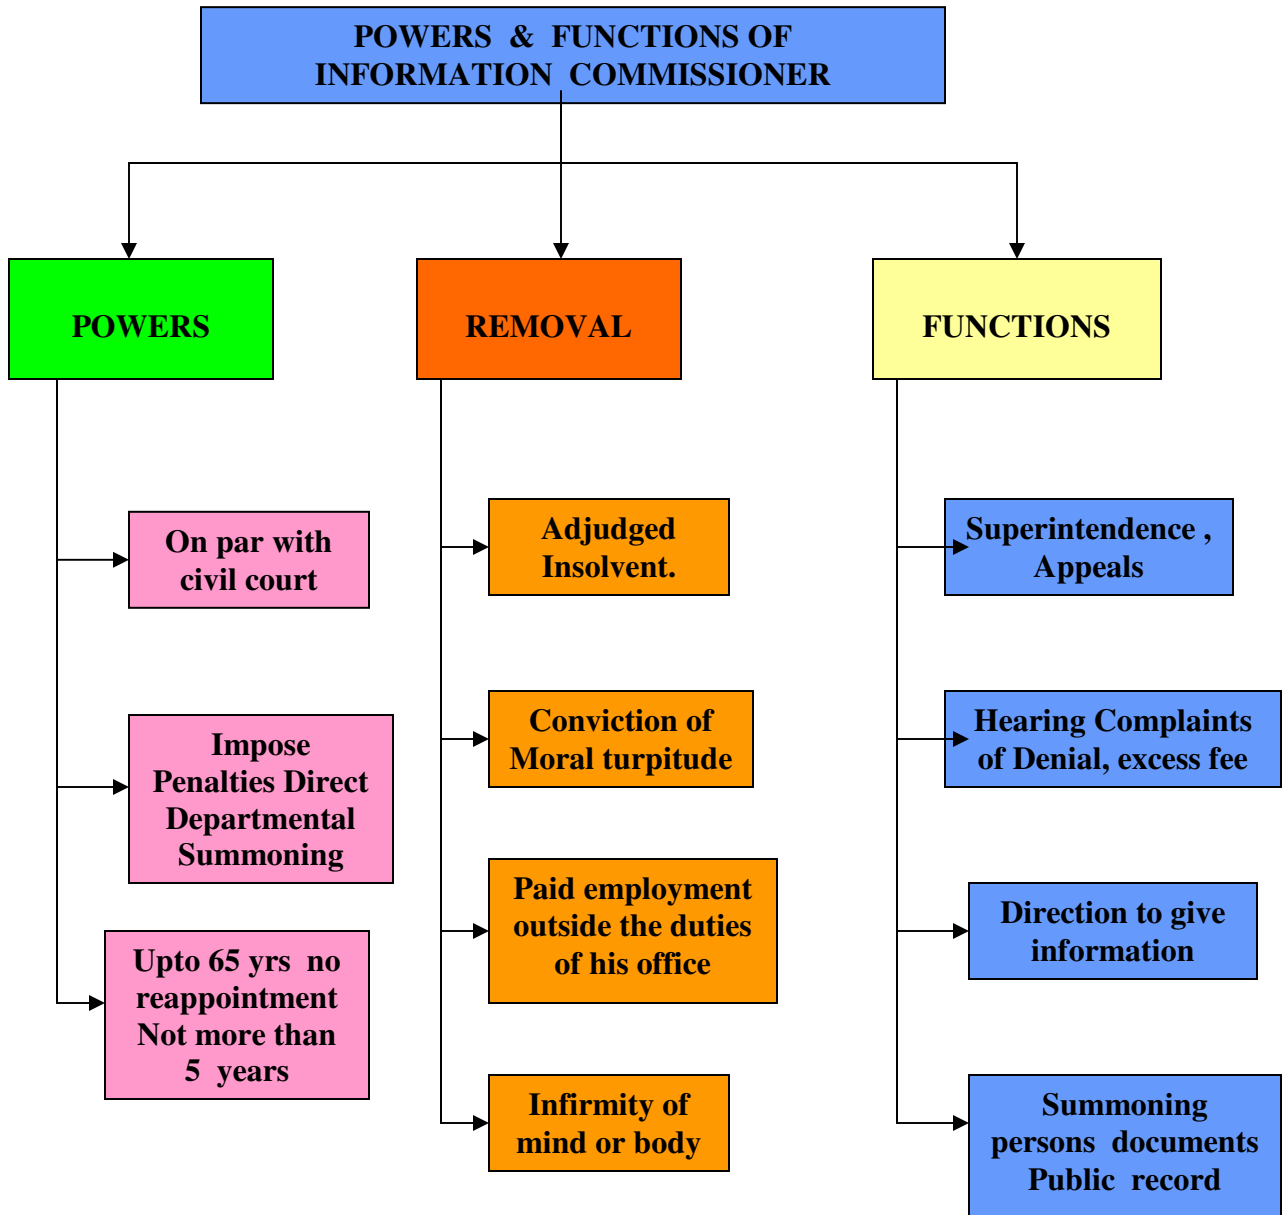 POWERS & FUNCTIONS OF
INFORMATION COMMISSIONER
POWERS
REMOVAL
FUNCTIONS
On par with
civil court
Impose
Penalties Direct
Departmental
Summoning
Upto 65 yrs no
reappointment
Not more than
5 years
Adjudged
Insolvent.
Conviction of
Moral turpitude
Paid employment
outside the duties
of his office
Infirmity of
mind or body
Superintendence ,
Appeals
Hearing Complaints
of Denial, excess fee
Direction to give
information
Summoning
persons documents
Public record